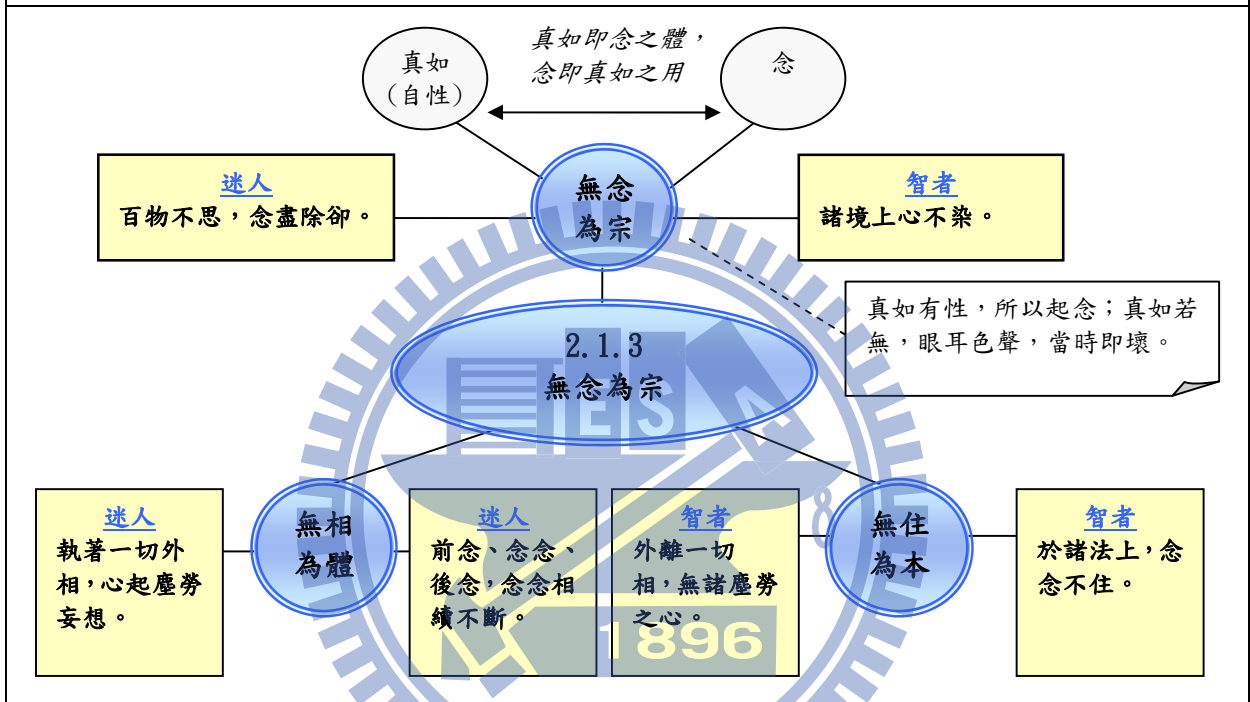 真如
(自性)
真如即念之體，
念即真如之用
念
迷人
百物不思，念盡除卻。
無念
為宗
智者
諸境上心不染。
真如有性，所以起念；真如若
無，眼耳色聲，當時即壞。
2.1.3
無念為宗
迷人
執著一切外
相，心起塵勞
妄想。
無相
為體
迷人
前念、念念、
後念，念念相
續不斷。
智者
外離一切
相，無諸塵勞
之心。
無住
為本
智者
於諸法上，念
念不住。
ES
A
8
1896